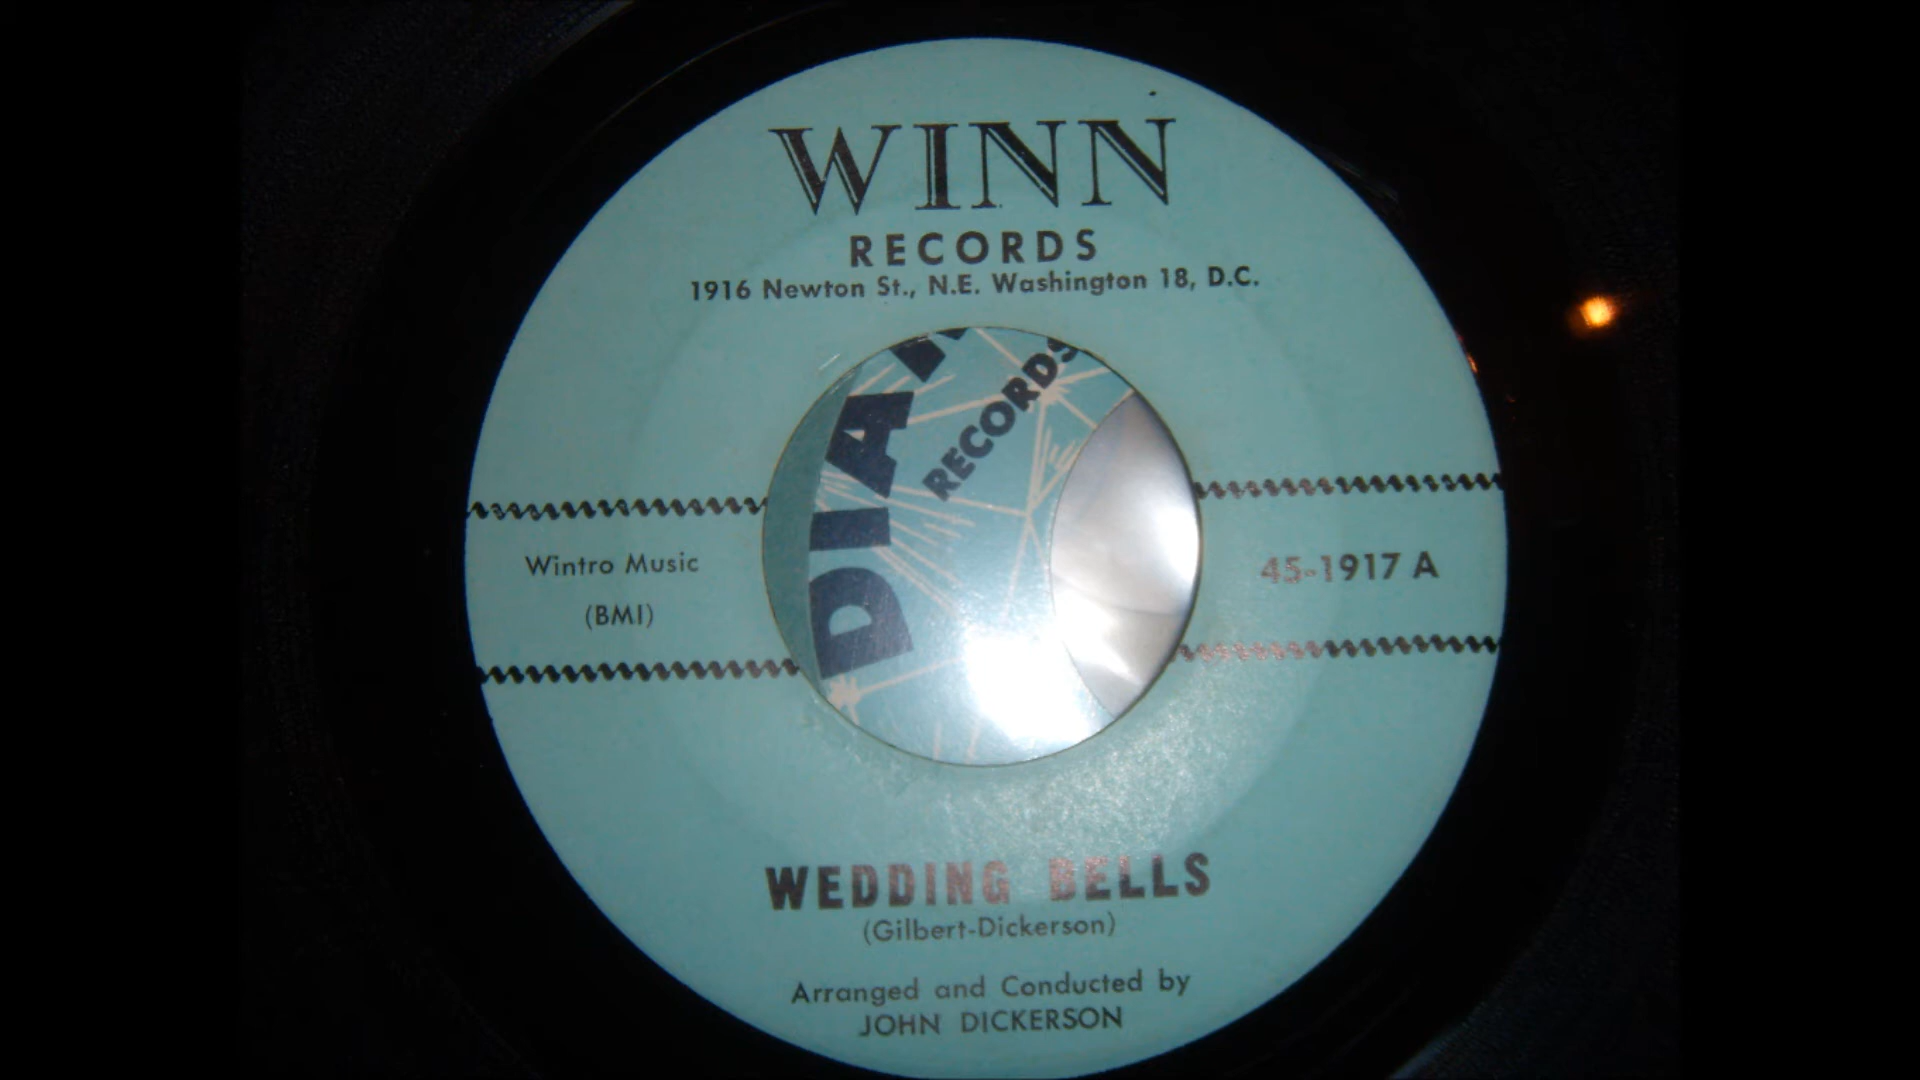 WINN
RECORDS
1916 Newton St., N.E. Washington 18, D.C.
RECORDS
Wintro Music
(BMI)
45-1917 A
WEDDING BELLS
(Gilbert-Dickerson)
Arranged and Conducted by
JOHN DICKERSON